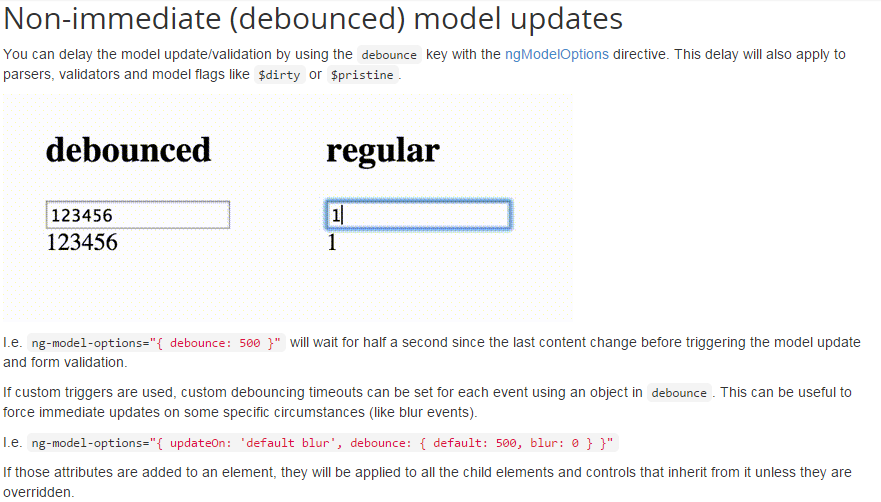 Non-immediate (debounced) model updates
You can delay the model update/validation by using the debounce key with the ngModelOptions directive. This delay will also apply to
parsers, validators and model flags like $dirty or $pristine.
debounced regular
123456 1
123456 1
I.e. ng-model-options="{ debounce: 500 }" will wait for half a second since the last content change before triggering the model update
and form validation.
If custom triggers are used, custom debouncing timeouts can be set for each event using an object in debounce. This can be useful to
force immediate updates on some specific circumstances (like blur events).
I.e. ng-model-options="{ updateOn: 'default blur', debounce: { default: 500, blur: 0 } }"
If those attributes are added to an element, they will be applied to all the child elements and controls that inherit from it unless they are
overridden.